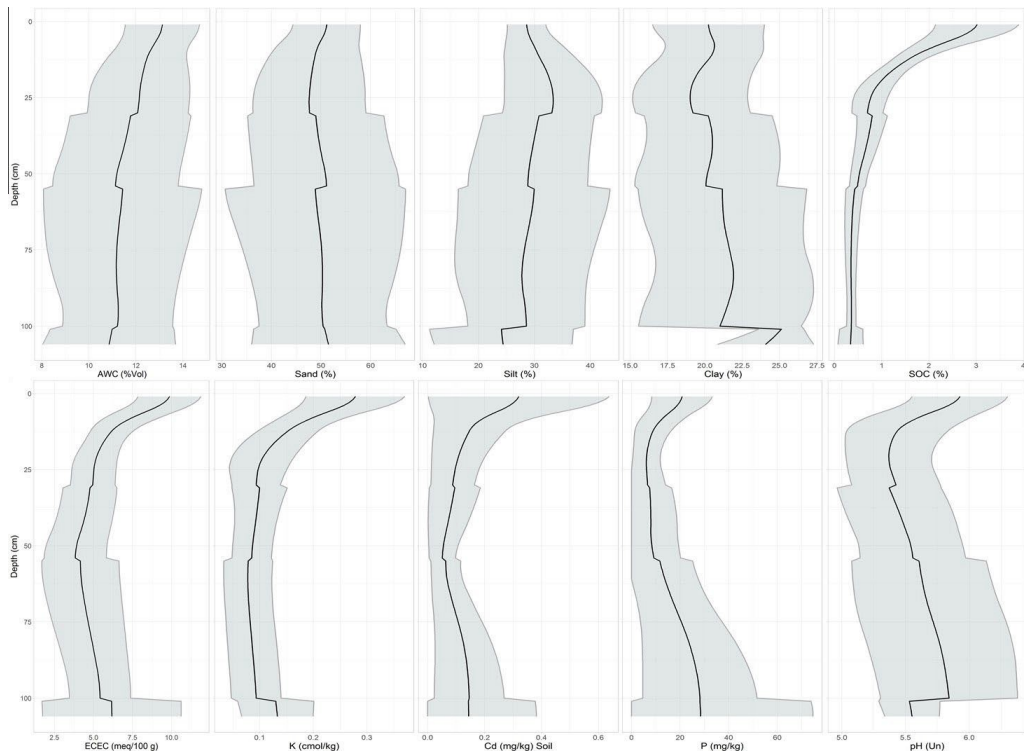 0
25
50
75
100
Depth (cm)
8 10 12 14
AWC (%Vol)
30 40 50 60
Sand (%)
10 20 30 40
Silt (%)
15.0 17.5 20.0 22.5 25.0 27.5
Clay (%)
0 1 2 3 4
SOC (%)
0
25
50
75
100
Depth (cm)
2.5 5.0 7.5 10.0
ECEC (meq/100 g)
0.1 0.2 0.3
K (cmol/kg)
0.0 0.2 0.4 0.6
Cd (mg/kg) Soil
0 20 40 60
P (mg/kg)
5.0 5.5 6.0
pH (Un)